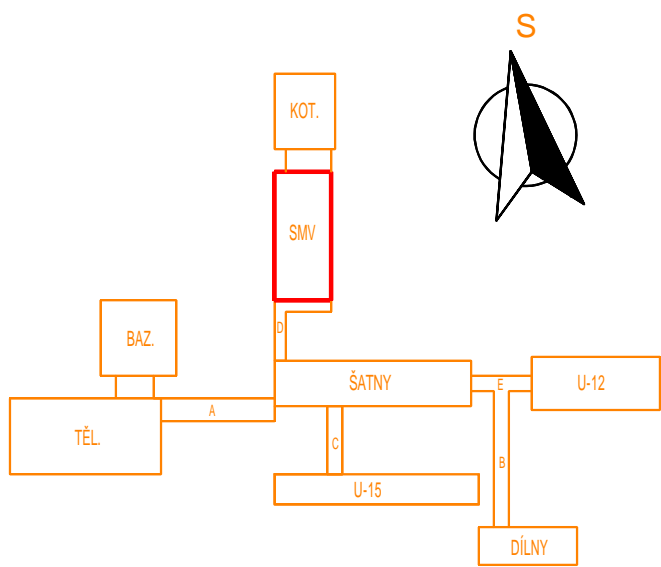 S
KOT.
SMV
BAZ.
D
ŠATNY
E
U-12
A
TĚL.
C
B
U-15
DÍLNY